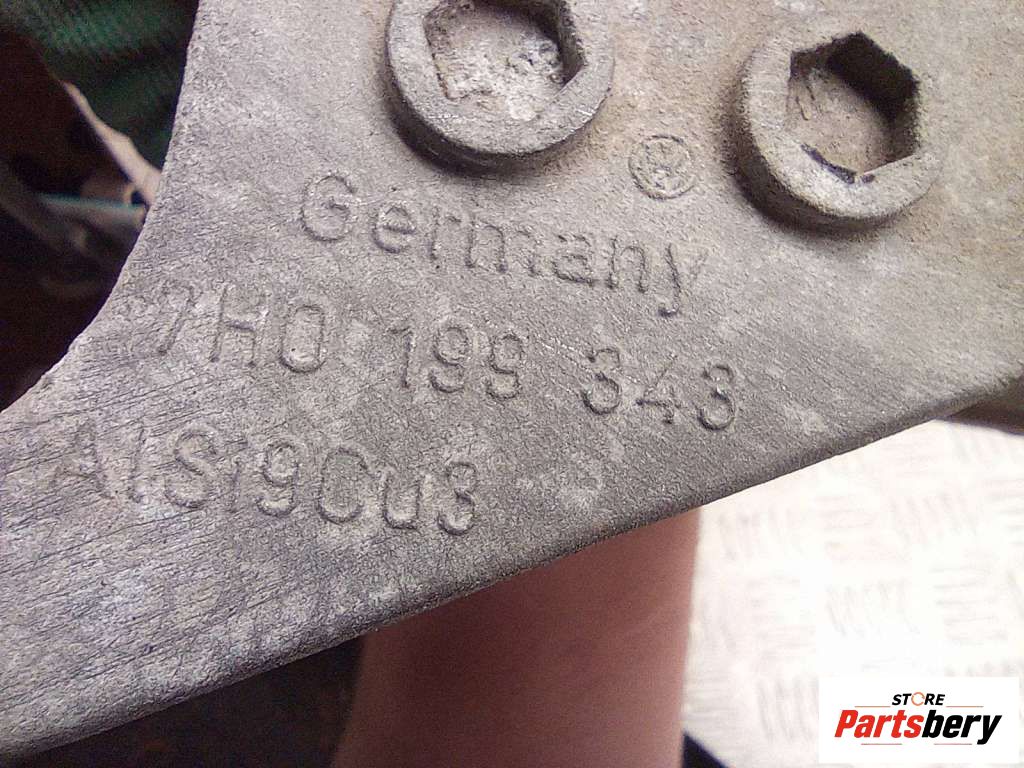 Germany
7H0 199 343
AlSi9Cu3
STORE
Partsbery